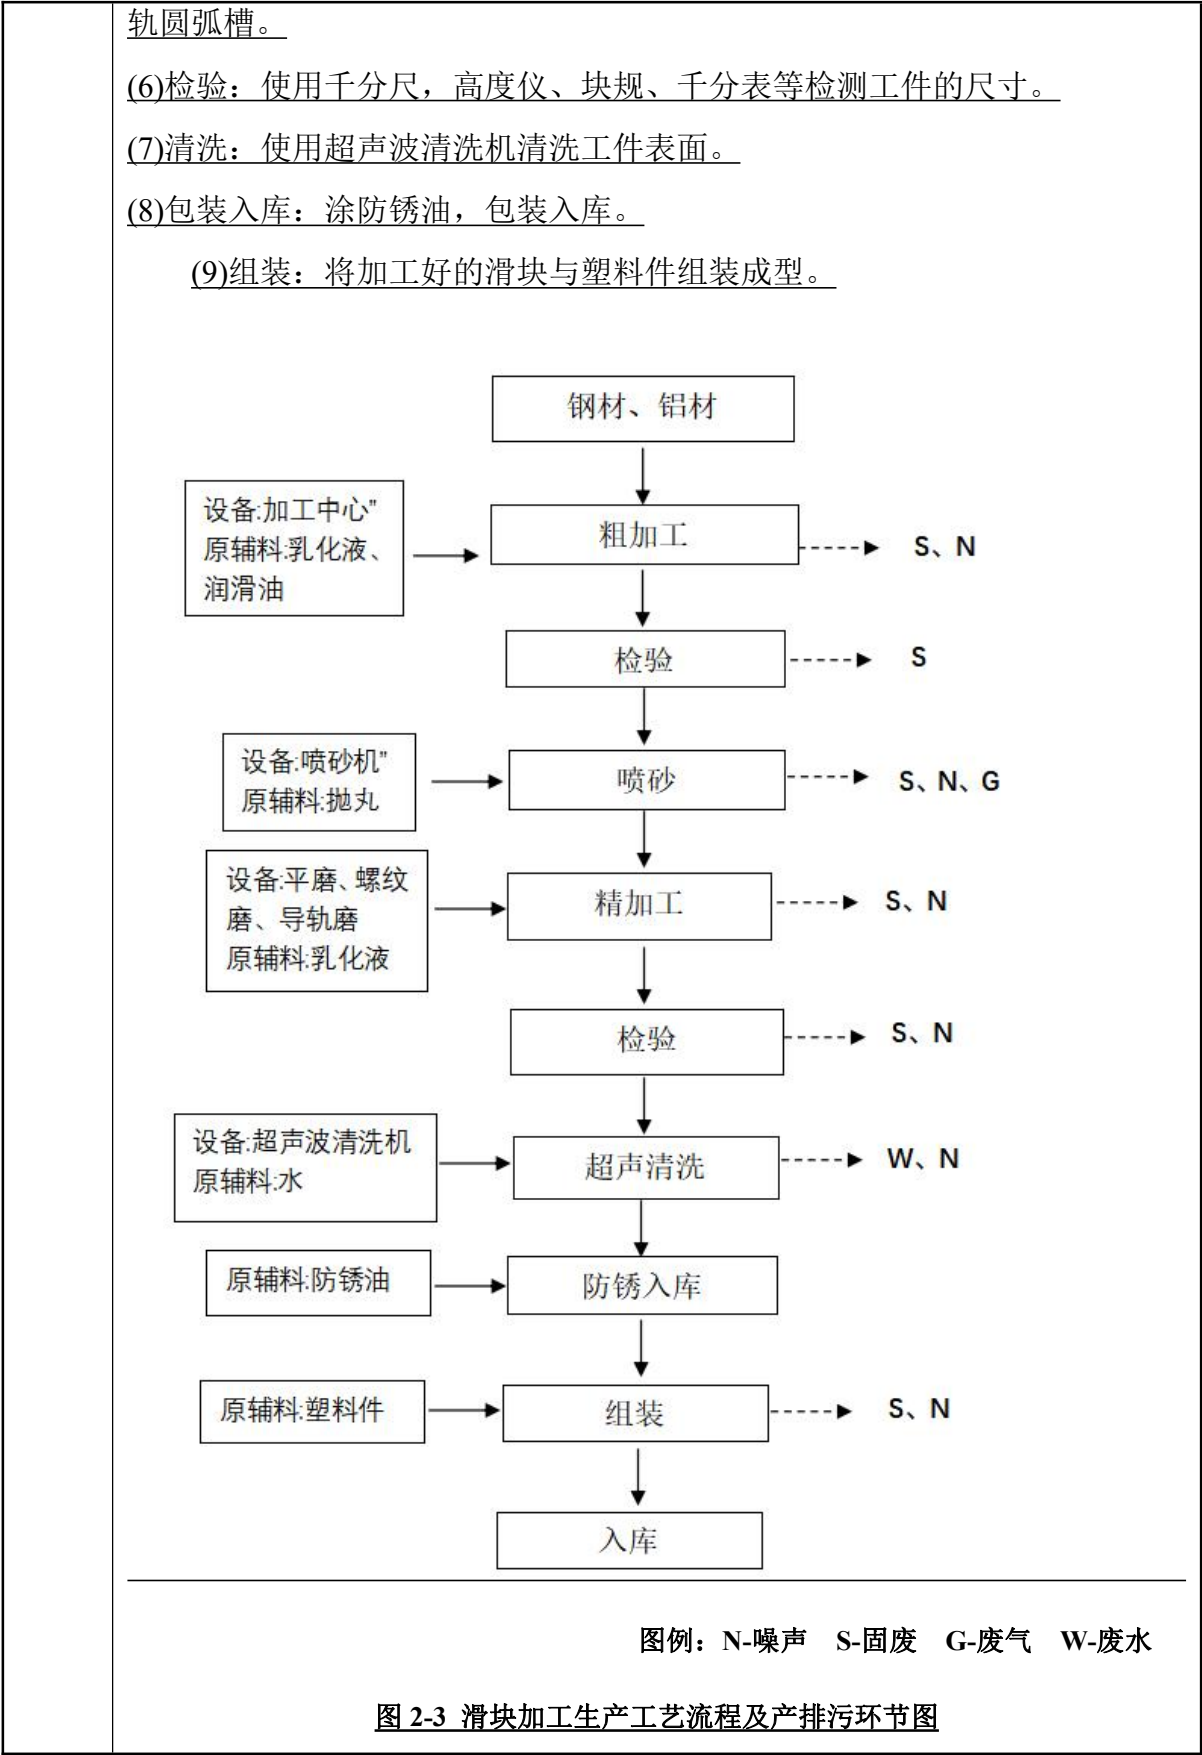 轨圆弧槽。
(6)检验：使用千分尺，高度仪、块规、千分表等检测工件的尺寸。
(7)清洗：使用超声波清洗机清洗工件表面。
(8)包装入库：涂防锈油，包装入库。
(9)组装：将加工好的滑块与塑料件组装成型。
钢材、铝材
设备:加工中心"
原辅料:乳化液、
润滑油
粗加工
S、N
检验
S
设备:喷砂机"
原辅料:抛丸
喷砂
S、N、G
设备:平磨、螺纹
磨、导轨磨
原辅料:乳化液
精加工
S、N
检验
S、N
设备:超声波清洗机
原辅料:水
超声清洗
W、N
原辅料:防锈油
防锈入库
原辅料:塑料件
组装
S、N
入库
图例：N-噪声 S-固废 G-废气 W-废水
图 2-3 滑块加工生产工艺流程及产排污环节图